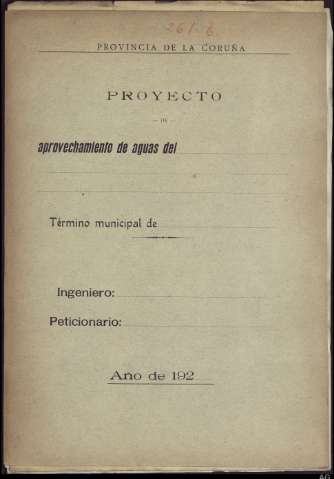 261-6
PROVINCIA DE LA CORUÑA
PROYECTO
— DE —
aprovechamiento de aguas del
Término municipal de
Ingeniero:
Peticionario:
Año de 192
AG